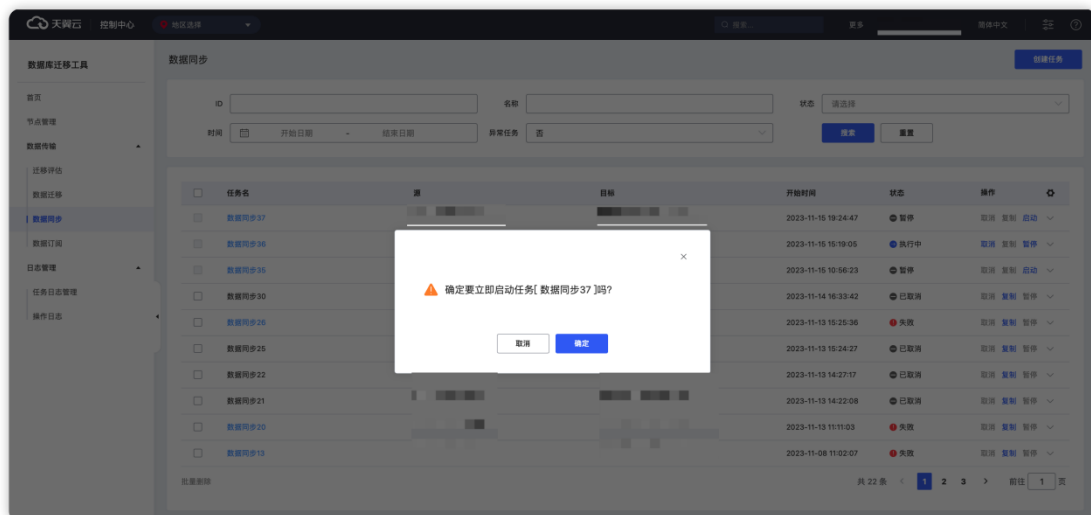 天翼云 控制中心 地区选择 搜索... 更多 简体中文
数据库迁移工具
首页
节点管理
数据传输
迁移评估
数据迁移
数据同步
数据订阅
日志管理
任务日志管理
操作日志
数据同步 创建任务
ID 名称 状态 请选择
时间 开始日期 - 结束日期 异常任务 否 搜索 重置
任务名 源 目标 开始时间 状态 操作
数据同步37 2023-11-15 19:24:47 暂停 取消 复制 启动
数据同步36 2023-11-15 15:19:05 执行中 取消 复制 暂停
数据同步35 2023-11-15 10:56:23 暂停 取消 复制 启动
数据同步30 2023-11-14 16:33:42 已取消 取消 复制 暂停
数据同步26 2023-11-13 15:25:36 失败 取消 复制 暂停
数据同步25 2023-11-13 15:24:27 已取消 取消 复制 暂停
数据同步22 2023-11-13 14:27:17 已取消 取消 复制 暂停
数据同步21 2023-11-13 14:22:08 已取消 取消 复制 暂停
数据同步20 2023-11-13 11:11:03 失败 取消 复制 暂停
数据同步13 2023-11-08 11:02:07 失败 取消 复制 暂停
批量删除 共 22 条 1 2 3 前往 1 页
确定要立即启动任务[ 数据同步37 ]吗?
取消 确定